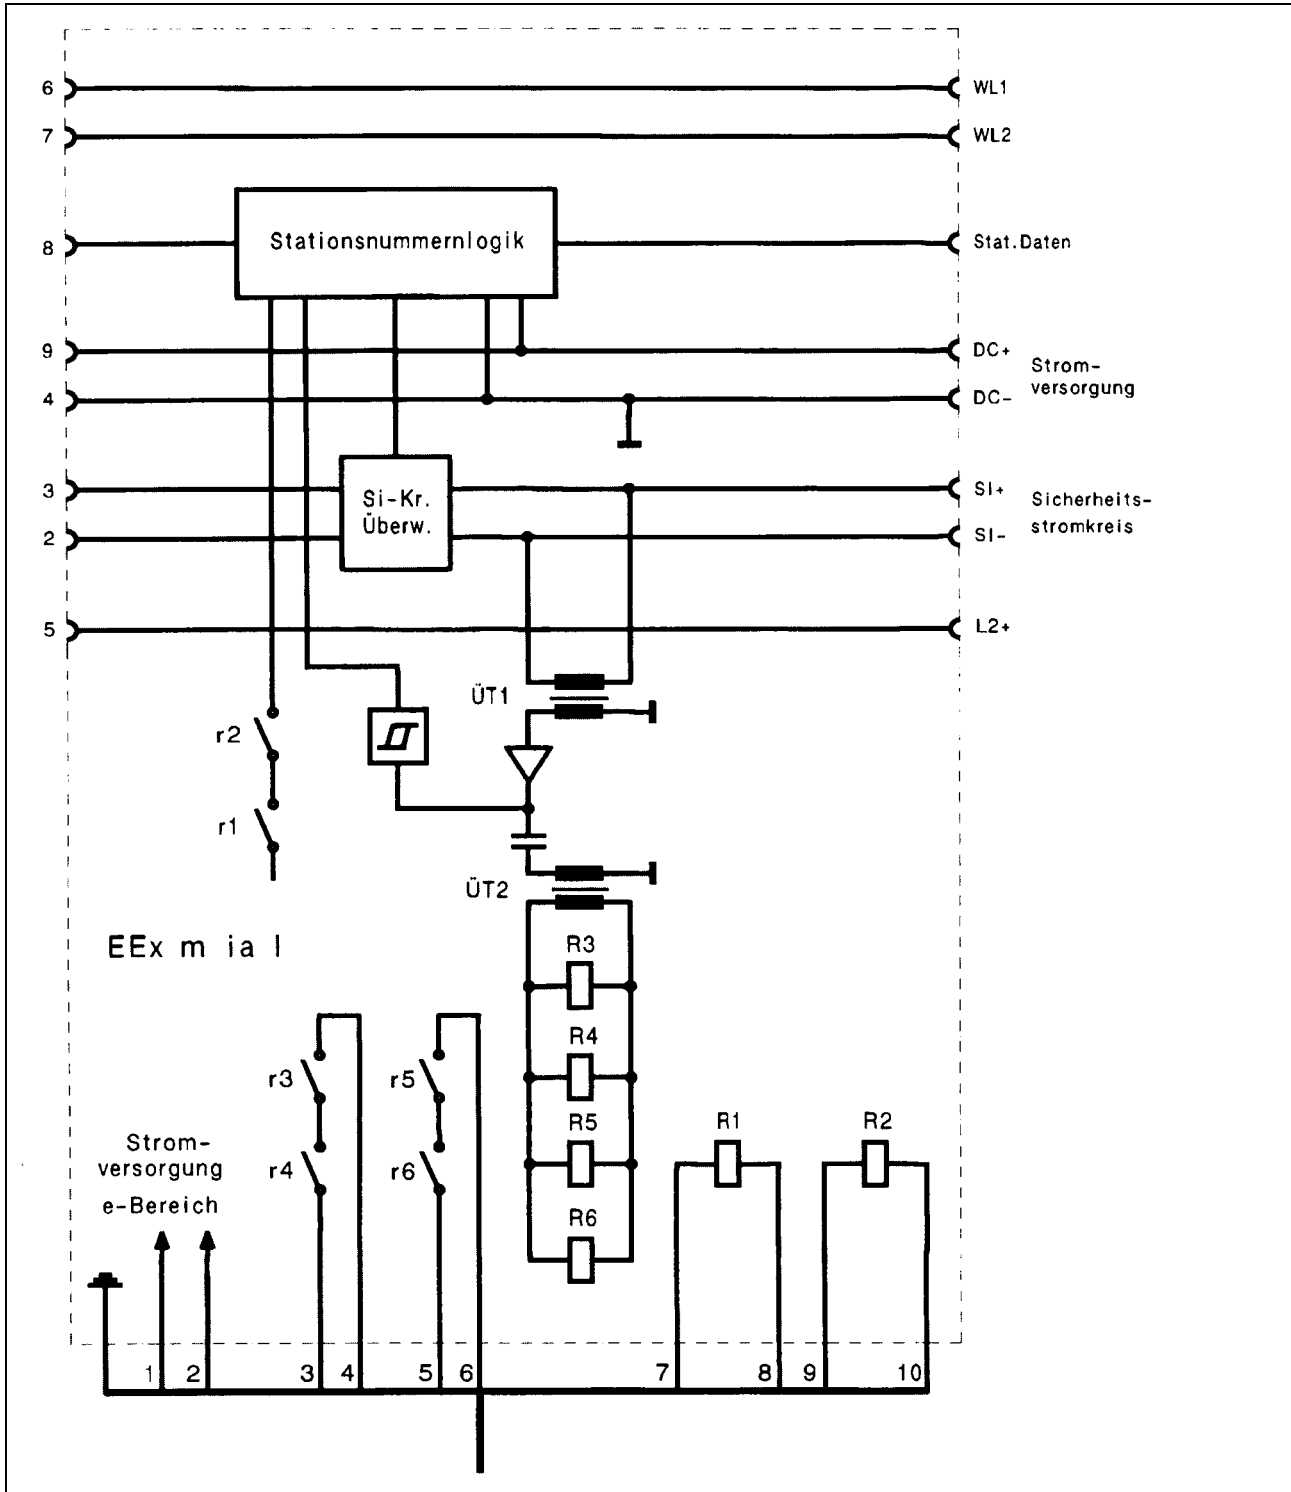 6
WL1
7
WL2
Stationsnummernlogik
8
Stat.Daten
9
DC+
Strom-
versorgung
4
DC-
3
Si-Kr.
Überw.
SI+
Sicherheits-
stromkreis
2
SI-
5
L2+
ÜT1
r2
r1
ÜT2
EEx m ia I
R3
R4
R5
R6
r3
r4
r5
r6
R1
R2
Strom-
versorgung
e-Bereich
1 2 3 4 5 6 7 8 9 10